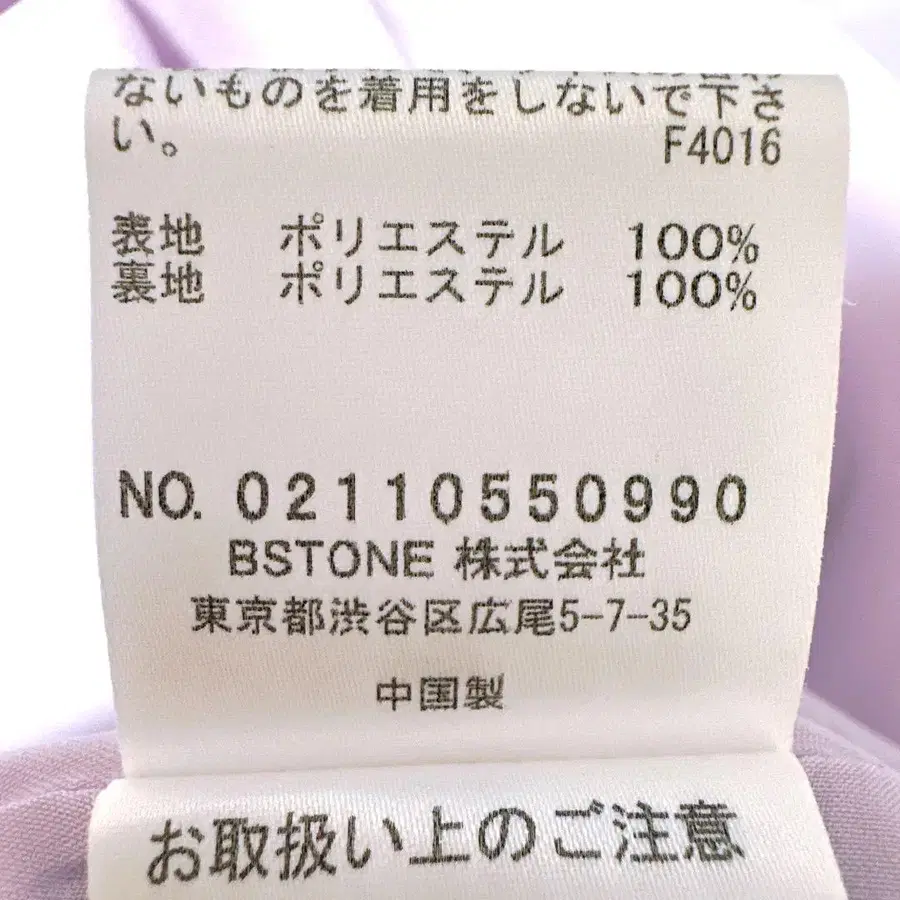 ないものを着用をしないで下さ
い。
F4016
表地 ポリエステル 100%
裏地 ポリエステル 100%
NO. 02110550990
BSTONE 株式会社
東京都渋谷区広尾5-7-35
中国製
お取扱い上のご注意